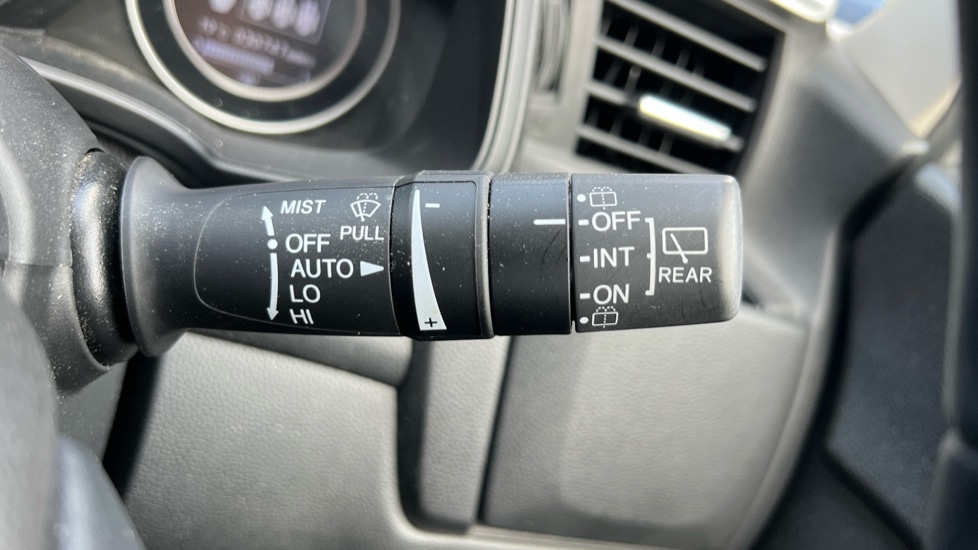 MIST
PULL
OFF
AUTO
LO
HI
-
+
OFF
INT
ON
REAR